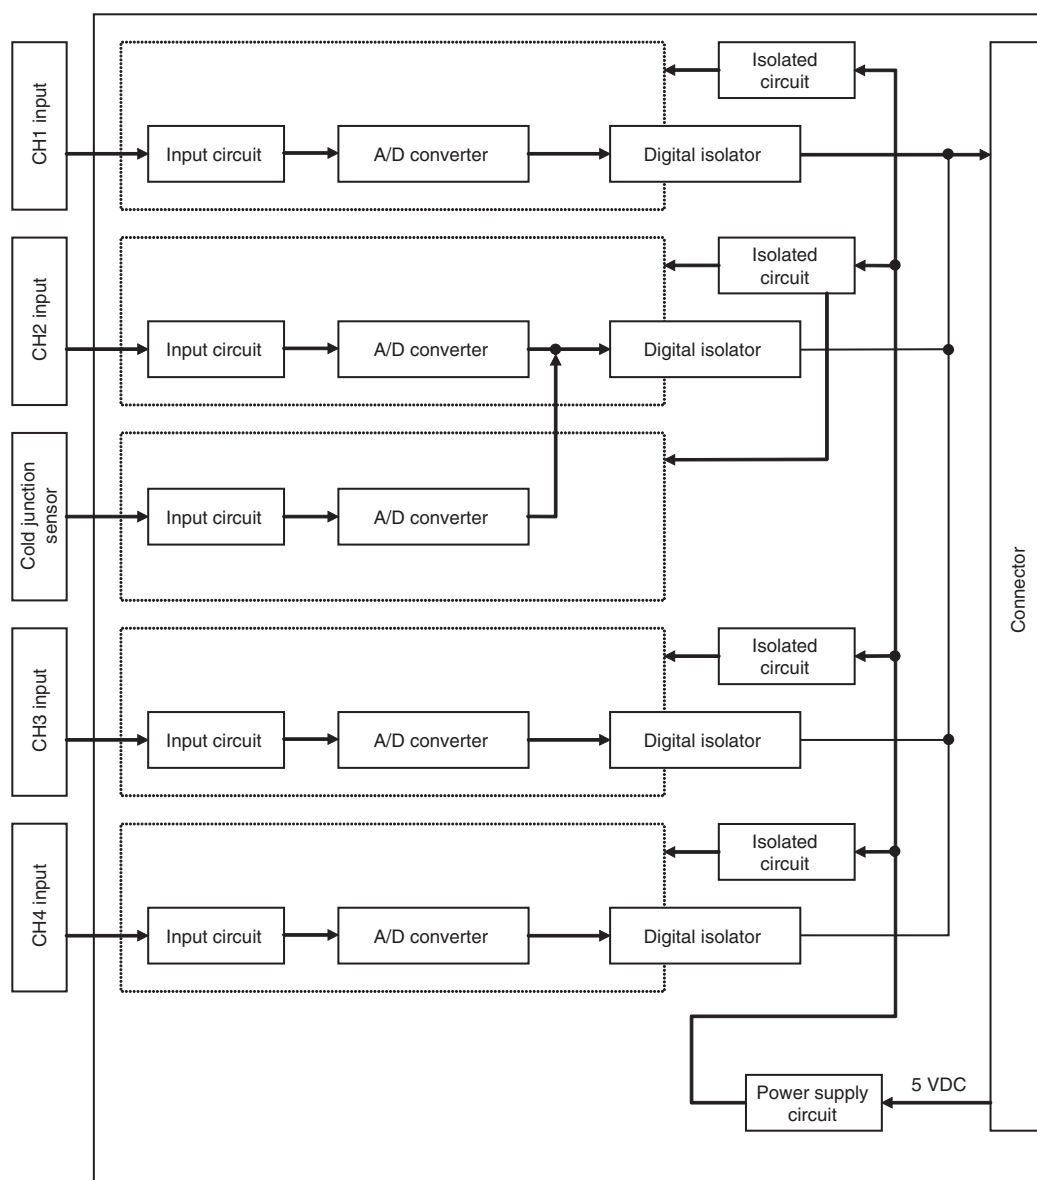 CH1 input
Isolated
circuit
Input circuit
A/D converter
Digital isolator
CH2 input
Isolated
circuit
Input circuit
A/D converter
Digital isolator
Cold junction
sensor
Input circuit
A/D converter
Connector
CH3 input
Isolated
circuit
Input circuit
A/D converter
Digital isolator
CH4 input
Isolated
circuit
Input circuit
A/D converter
Digital isolator
Power supply
circuit
5 VDC